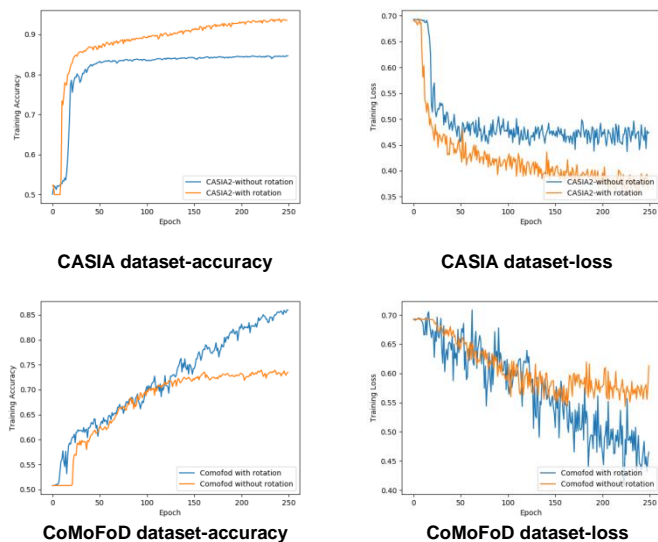 0.9
0.8
0.7
0.6
0.5
Training Accuracy
CASIA2-without rotation
CASIA2-with rotation
0 50 100 150 200 250
Epoch
0.70
0.65
0.60
0.55
0.50
0.45
0.40
0.35
Training Loss
CASIA2-without rotation
CASIA2-with rotation
0 50 100 150 200 250
Epoch
CASIA dataset-accuracy
CASIA dataset-loss
0.85
0.80
0.75
0.70
0.65
0.60
0.55
0.50
Training Accuracy
Comofod with rotation
Comofod without rotation
0 50 100 150 200 250
Epoch
0.70
0.65
0.60
0.55
0.50
0.45
0.40
Training Loss
Comofod with rotation
Comofod without rotation
0 50 100 150 200 250
Epoch
CoMoFoD dataset-accuracy
CoMoFoD dataset-loss